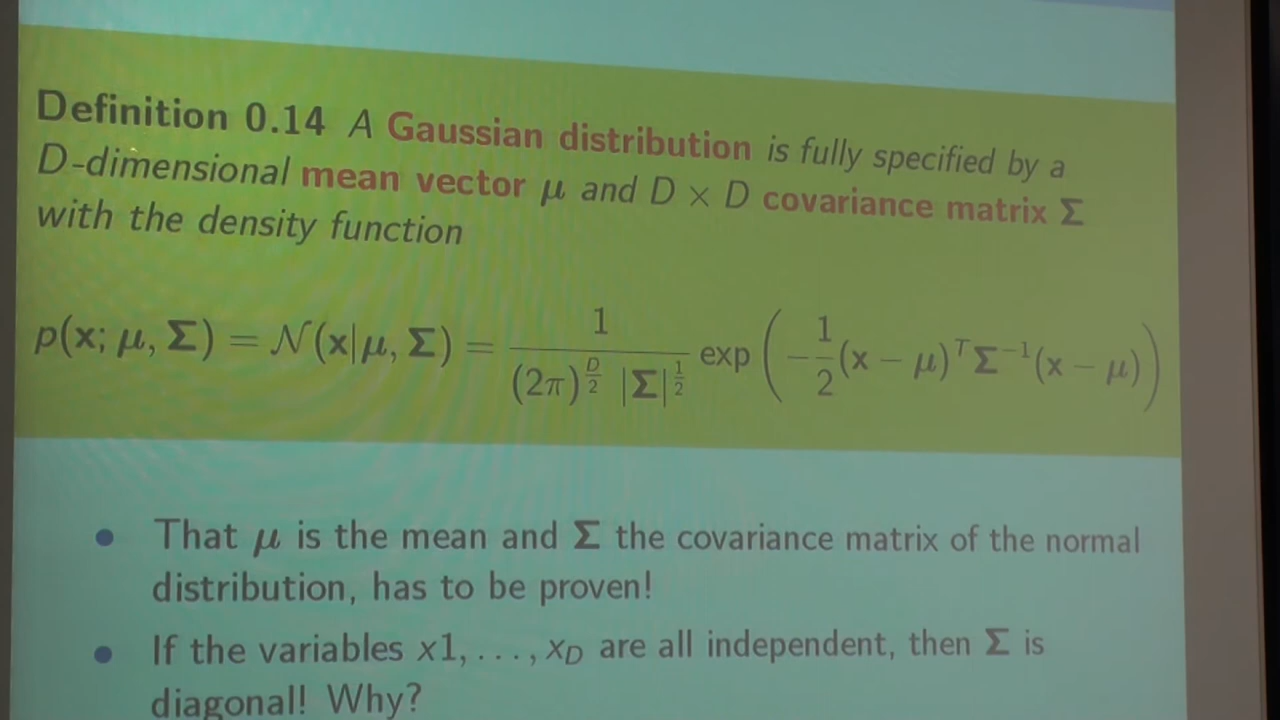 Definition 0.14 A Gaussian distribution is fully specified by a
D-dimensional mean vector μ and D × D covariance matrix Σ
with the density function
p(x; μ, Σ) = 𝒩(x|μ, Σ) = 1 / ((2π)^{D/2} |Σ|^{1/2}) exp(−1/2 (x − μ)^T Σ^{−1} (x − μ))
• That μ is the mean and Σ the covariance matrix of the normal
distribution, has to be proven!
• If the variables x1, . . . , x_D are all independent, then Σ is
diagonal! Why?